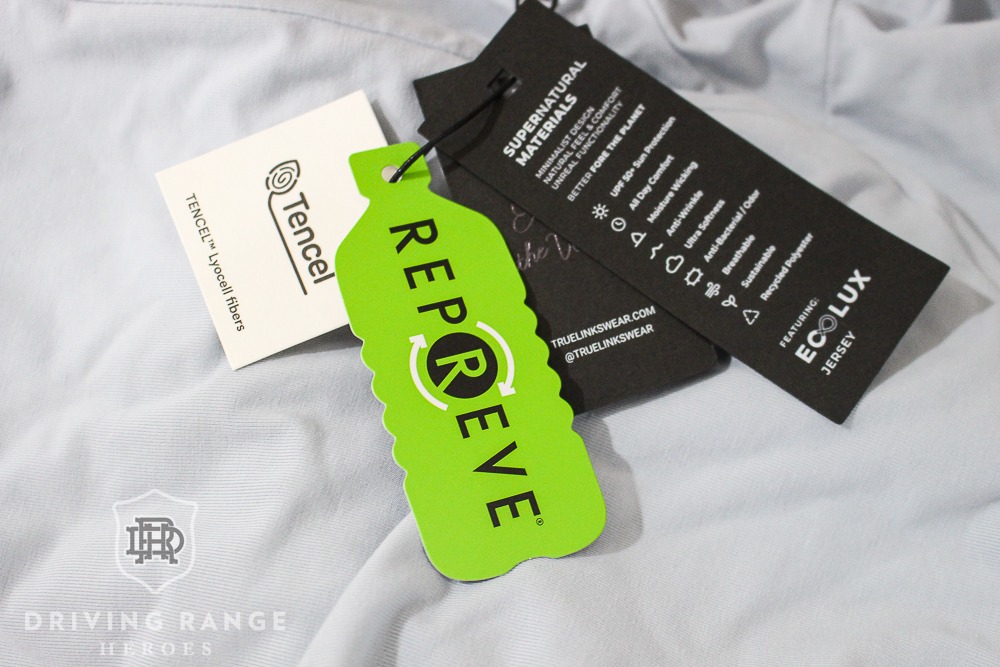 Tencel
TENCEL™ Lyocell fibers
REPREVE®
SUPERNATURAL
MATERIALS
MINIMALIST DESIGN
NATURAL FEEL & COMFORT
UNREAL FUNCTIONALITY
BETTER FORE THE PLANET
UPF 50+ Sun Protection
All Day Comfort
Moisture Wicking
Anti-Wrinkle
Ultra Softness
Anti-Bacterial / Odor
Breathable
Sustainable
Recycled Polyester
FEATURING:
ECOLUX
JERSEY
the
TRUELINKSWEAR.COM
@TRUELINKSWEAR
DRIVING RANGE
HEROES